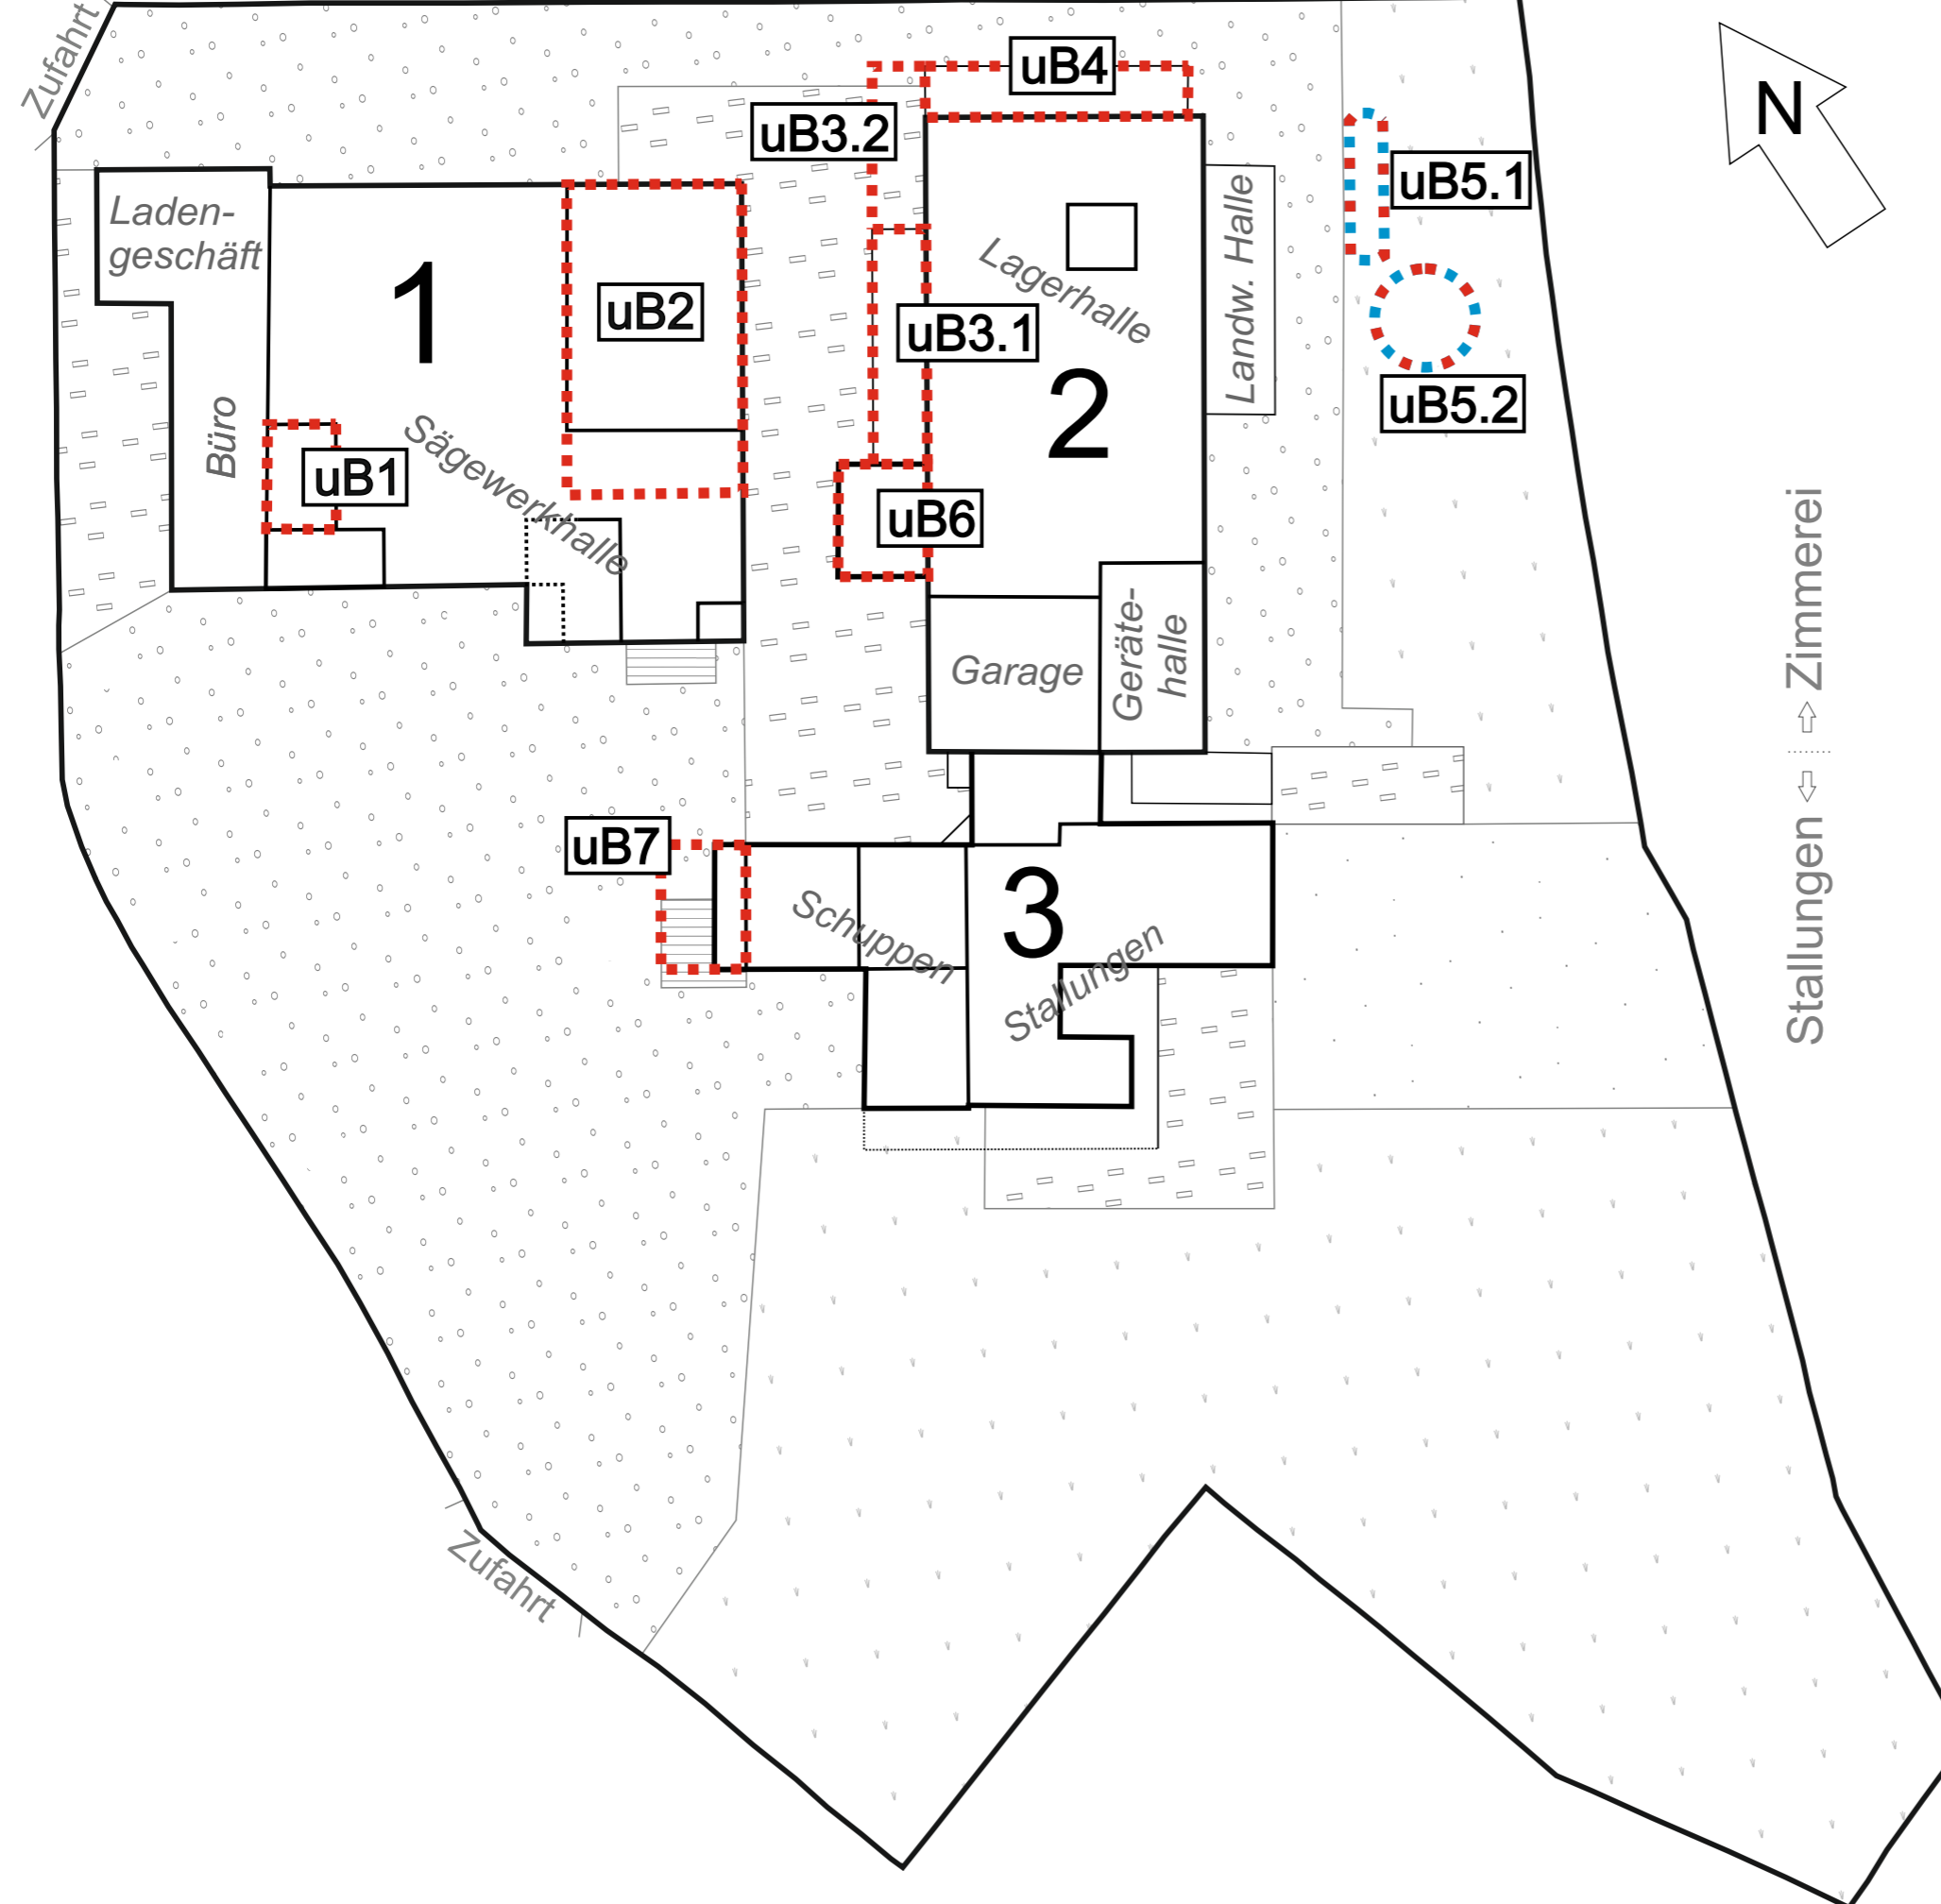 Zufahrt
uB4
uB3.2
N
uB5.1
Laden-
geschäft
1
uB2
Lagerhalle
Landw. Halle
uB3.1
2
uB5.2
Büro
uB1
Sägewerkhalle
uB6
Zimmerei
Garage
Geräte-
halle
uB7
Schuppen
3
Stallungen
Stallungen
Zufahrt